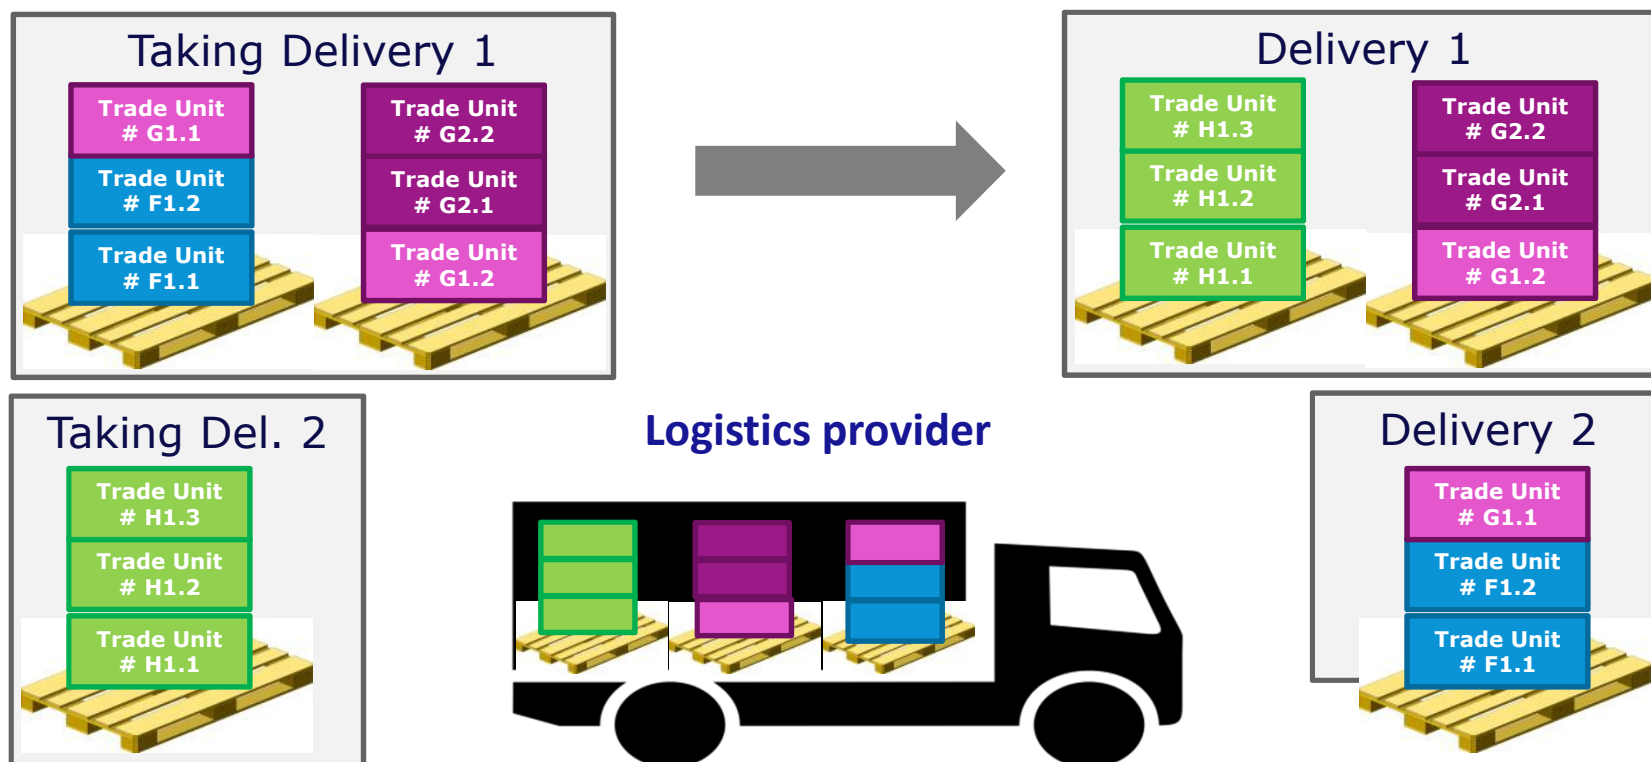 Taking Delivery 1
Trade Unit
# G1.1
Trade Unit
# F1.2
Trade Unit
# F1.1
Trade Unit
# G2.2
Trade Unit
# G2.1
Trade Unit
# G1.2
Delivery 1
Trade Unit
# H1.3
Trade Unit
# H1.2
Trade Unit
# H1.1
Trade Unit
# G2.2
Trade Unit
# G2.1
Trade Unit
# G1.2
Taking Del. 2
Trade Unit
# H1.3
Trade Unit
# H1.2
Trade Unit
# H1.1
Logistics provider
Delivery 2
Trade Unit
# G1.1
Trade Unit
# F1.2
Trade Unit
# F1.1